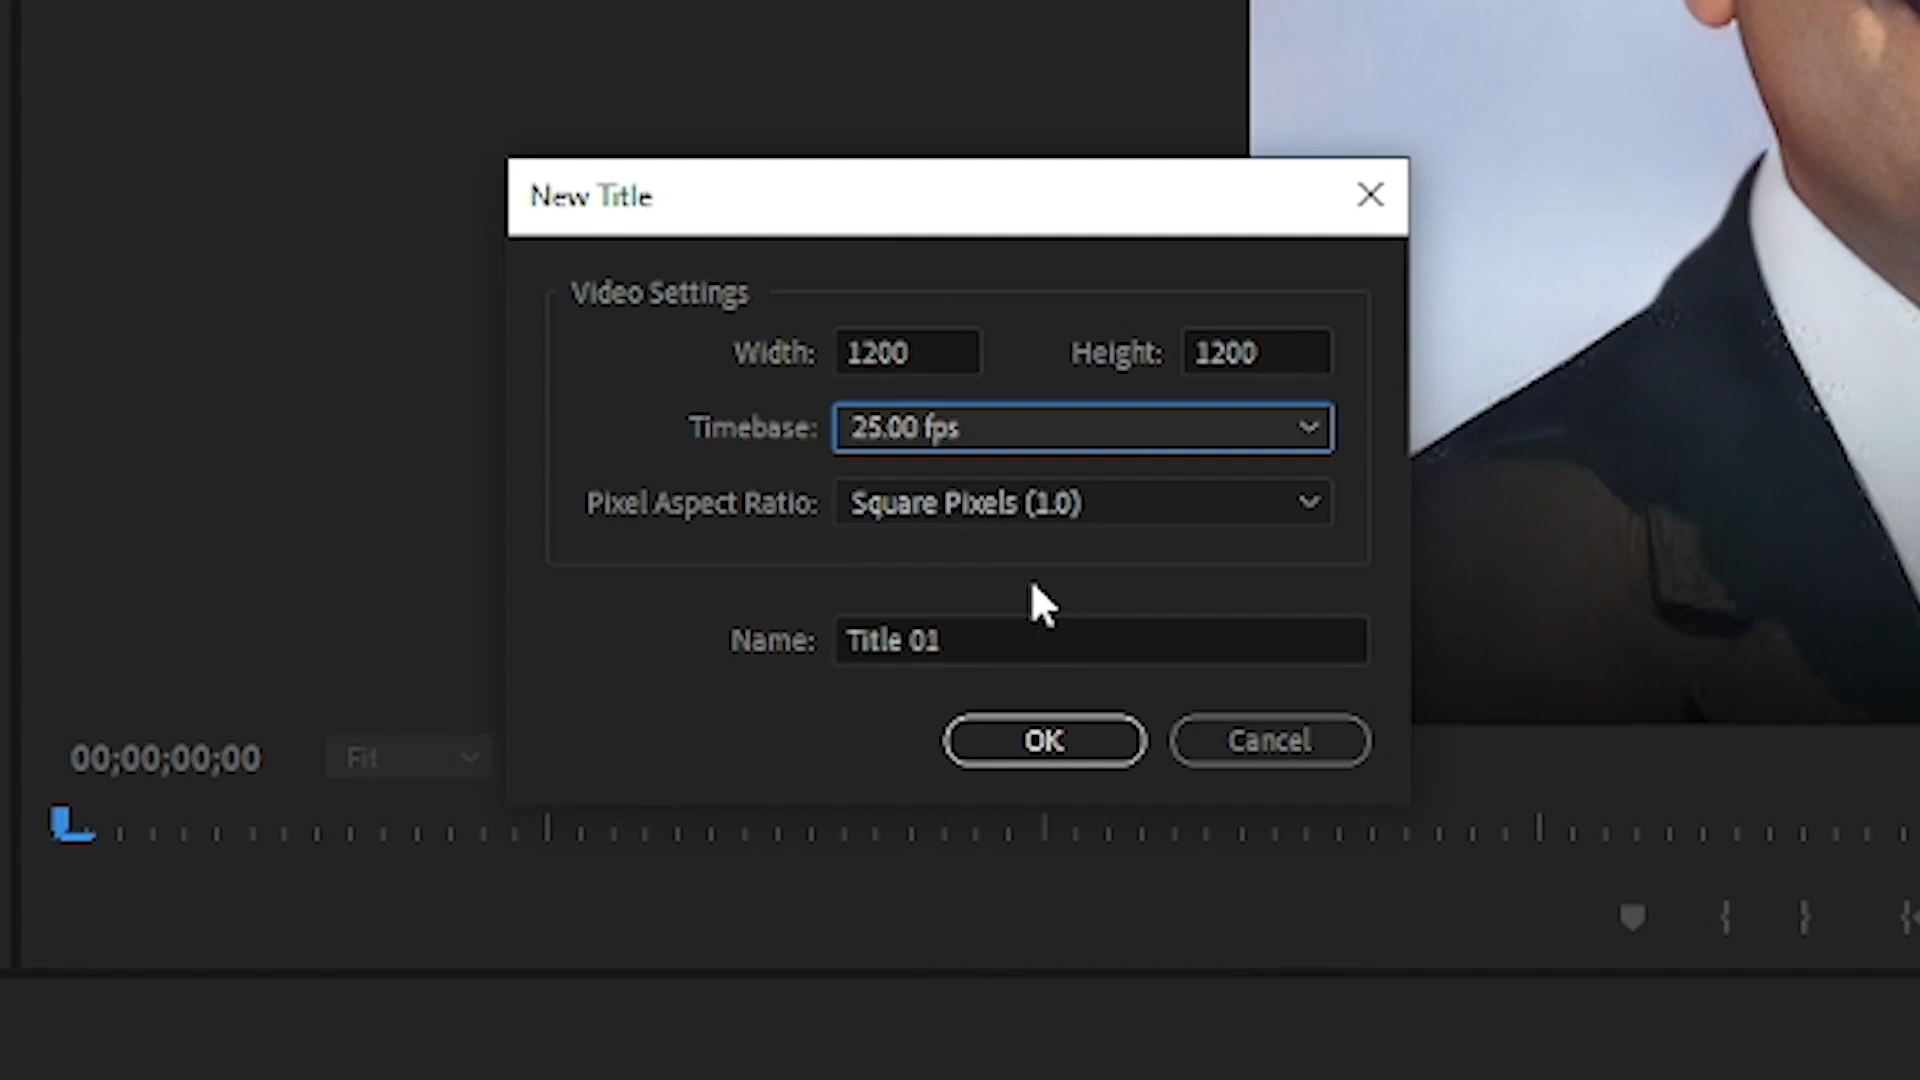 New Title
Video Settings
Width: 1200 Height: 1200
Timebase: 25.00 fps
Pixel Aspect Ratio: Square Pixels (1.0)
Name: Title 01
OK Cancel
00;00;00;00 Fit